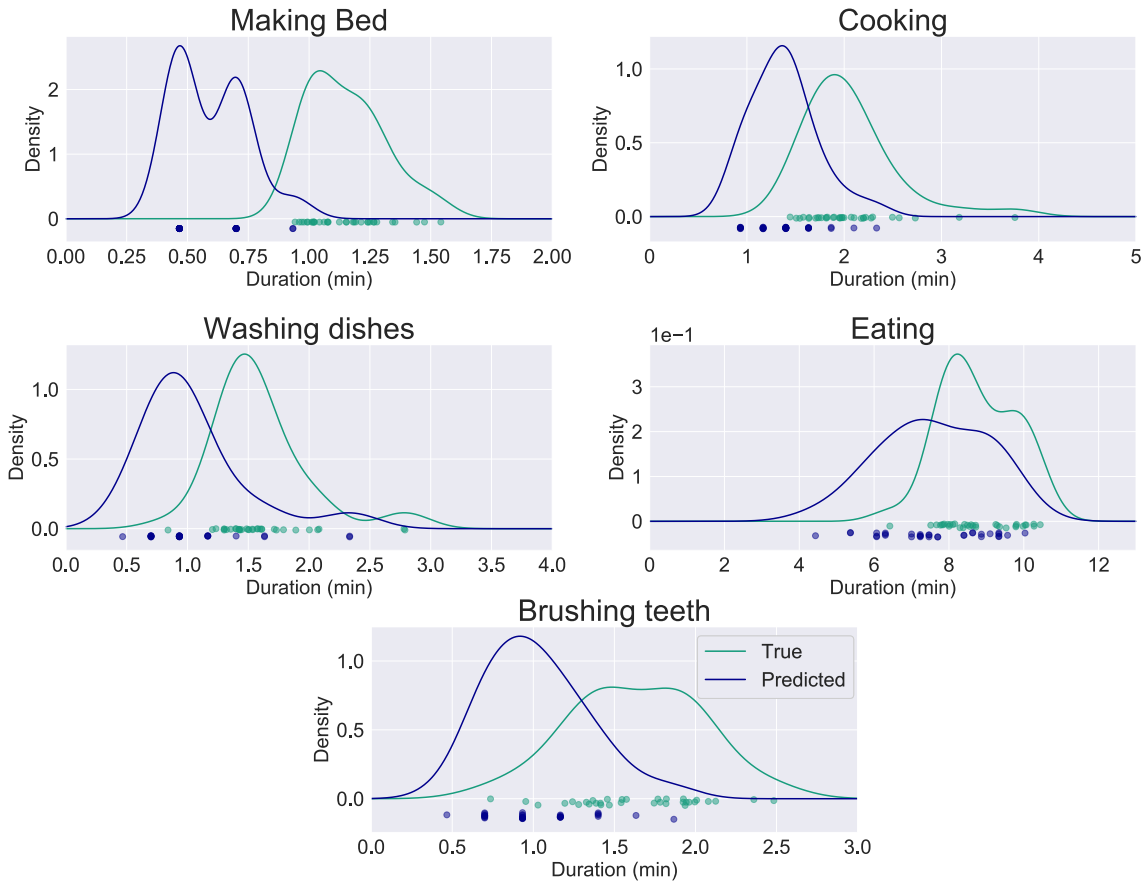 Making Bed
Density
2
1
0
0.00 0.25 0.50 0.75 1.00 1.25 1.50 1.75 2.00
Duration (min)
Cooking
Density
1.0
0.5
0.0
0 1 2 3 4 5
Duration (min)
Washing dishes
Density
1.0
0.5
0.0
0.0 0.5 1.0 1.5 2.0 2.5 3.0 3.5 4.0
Duration (min)
Eating
1e−1
Density
3
2
1
0
0 2 4 6 8 10 12
Duration (min)
Brushing teeth
Density
1.0
0.5
0.0
True
Predicted
0.0 0.5 1.0 1.5 2.0 2.5 3.0
Duration (min)